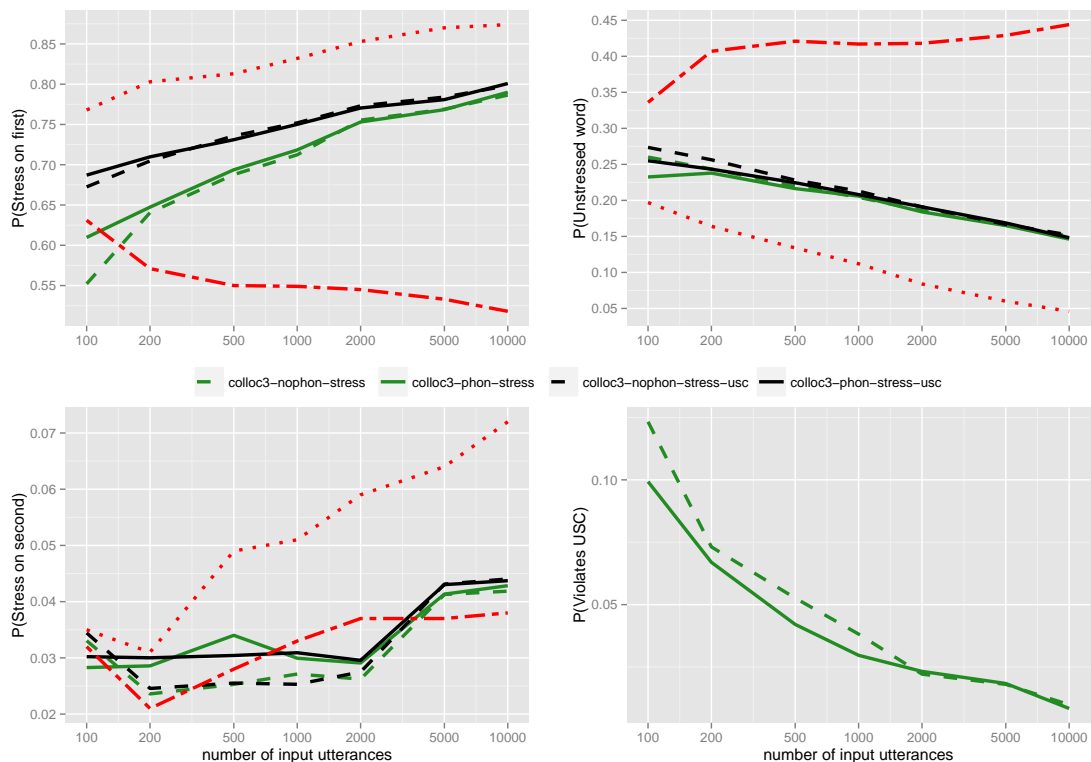 P(Stress on first)
0.85
0.80
0.75
0.70
0.65
0.60
0.55
100 200 500 1000 2000 5000 10000
P(Unstressed word)
0.45
0.40
0.35
0.30
0.25
0.20
0.15
0.10
0.05
100 200 500 1000 2000 5000 10000
colloc3-nophon-stress colloc3-phon-stress colloc3-nophon-stress-usc colloc3-phon-stress-usc
P(Stress on second)
0.07
0.06
0.05
0.04
0.03
0.02
100 200 500 1000 2000 5000 10000
number of input utterances
P(Violates USC)
0.10
0.05
100 200 500 1000 2000 5000 10000
number of input utterances